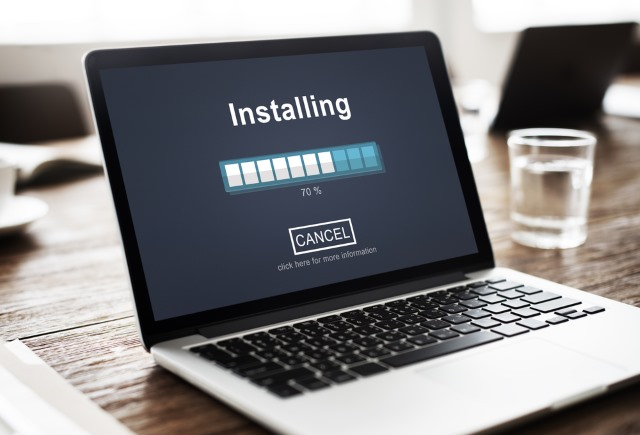 Installing
70 %
CANCEL
click here for more information